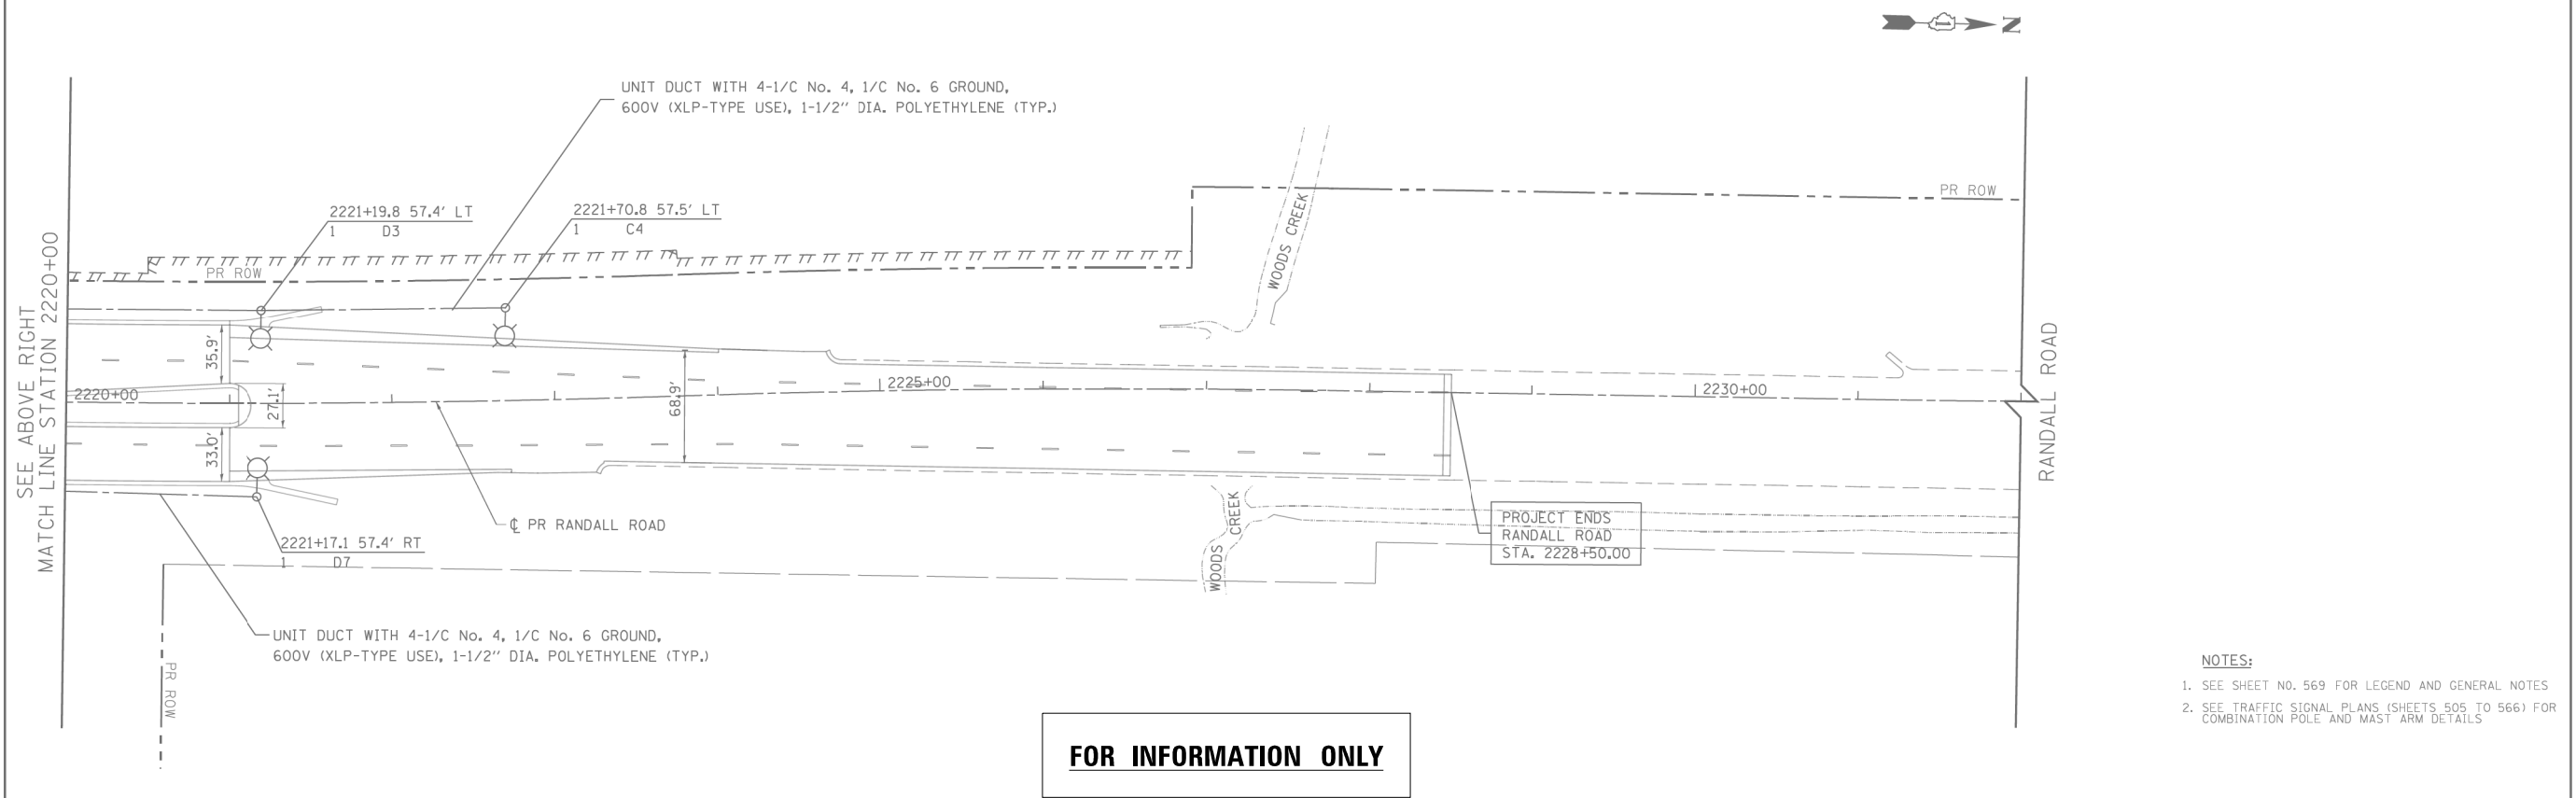 N
UNIT DUCT WITH 4-1/C No. 4, 1/C No. 6 GROUND,
600V (XLP-TYPE USE), 1-1/2" DIA. POLYETHYLENE (TYP.)
PR ROW
2221+19.8 57.4' LT
1 D3
2221+70.8 57.5' LT
1 C4
WOODS CREEK
PR ROW
SEE ABOVE RIGHT
MATCH LINE STATION 2220+00
35.9'
27.1'
33.0'
68.9'
2220+00
2225+00
2230+00
RANDALL ROAD
℄ PR RANDALL ROAD
WOODS CREEK
PROJECT ENDS
RANDALL ROAD
STA. 2228+50.00
2221+17.1 57.4' RT
1 D7
UNIT DUCT WITH 4-1/C No. 4, 1/C No. 6 GROUND,
600V (XLP-TYPE USE), 1-1/2" DIA. POLYETHYLENE (TYP.)
PR ROW
NOTES:
1. SEE SHEET NO. 569 FOR LEGEND AND GENERAL NOTES
2. SEE TRAFFIC SIGNAL PLANS (SHEETS 505 TO 566) FOR
COMBINATION POLE AND MAST ARM DETAILS
FOR INFORMATION ONLY